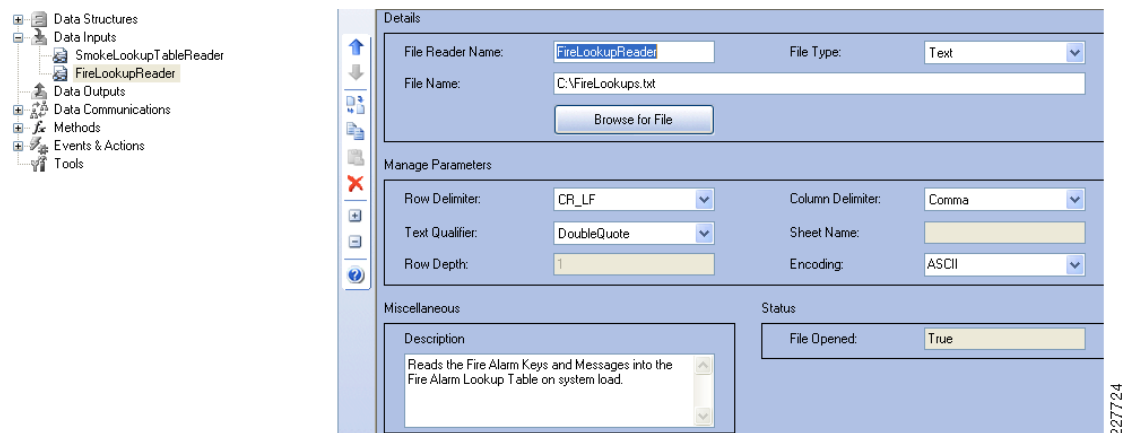 Data Structures
Data Inputs
SmokeLookupTableReader
FireLookupReader
Data Outputs
Data Communications
Methods
Events & Actions
Tools
Details
File Reader Name: FireLookupReader File Type: Text
File Name: C:\FireLookups.txt
Browse for File
Manage Parameters
Row Delimiter: CR_LF Column Delimiter: Comma
Text Qualifier: DoubleQuote Sheet Name:
Row Depth: 1 Encoding: ASCII
Miscellaneous Status
Description File Opened: True
Reads the Fire Alarm Keys and Messages into the
Fire Alarm Lookup Table on system load.
227724